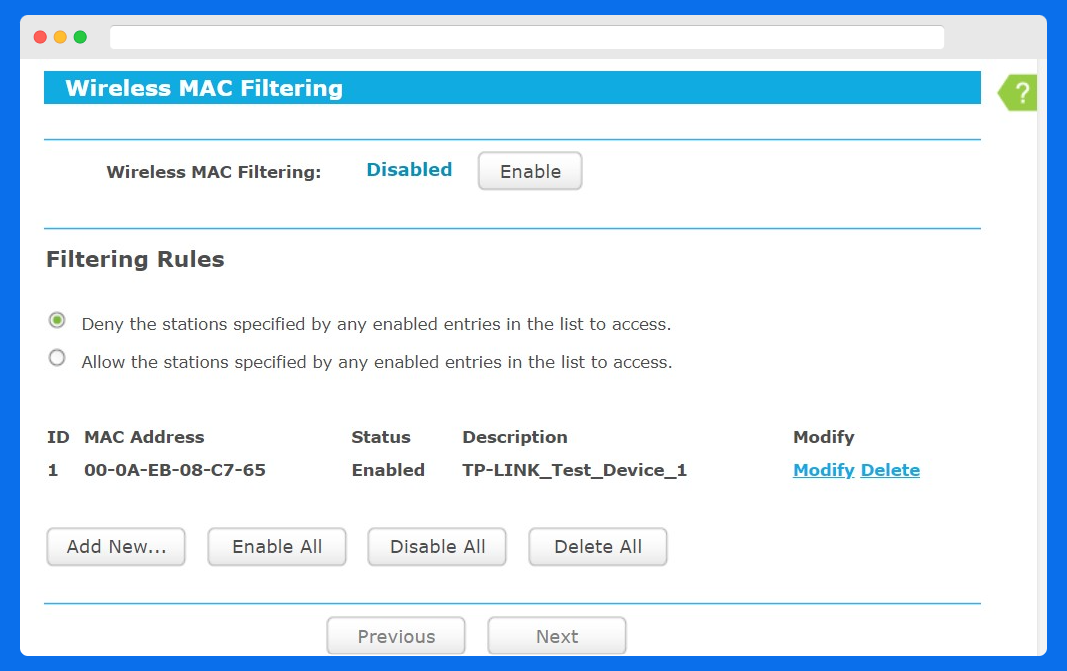 Wireless MAC Filtering
?
Wireless MAC Filtering: Disabled Enable
Filtering Rules
Deny the stations specified by any enabled entries in the list to access.
Allow the stations specified by any enabled entries in the list to access.
ID MAC Address Status Description Modify
1 00-0A-EB-08-C7-65 Enabled TP-LINK_Test_Device_1 Modify Delete
Add New... Enable All Disable All Delete All
Previous Next